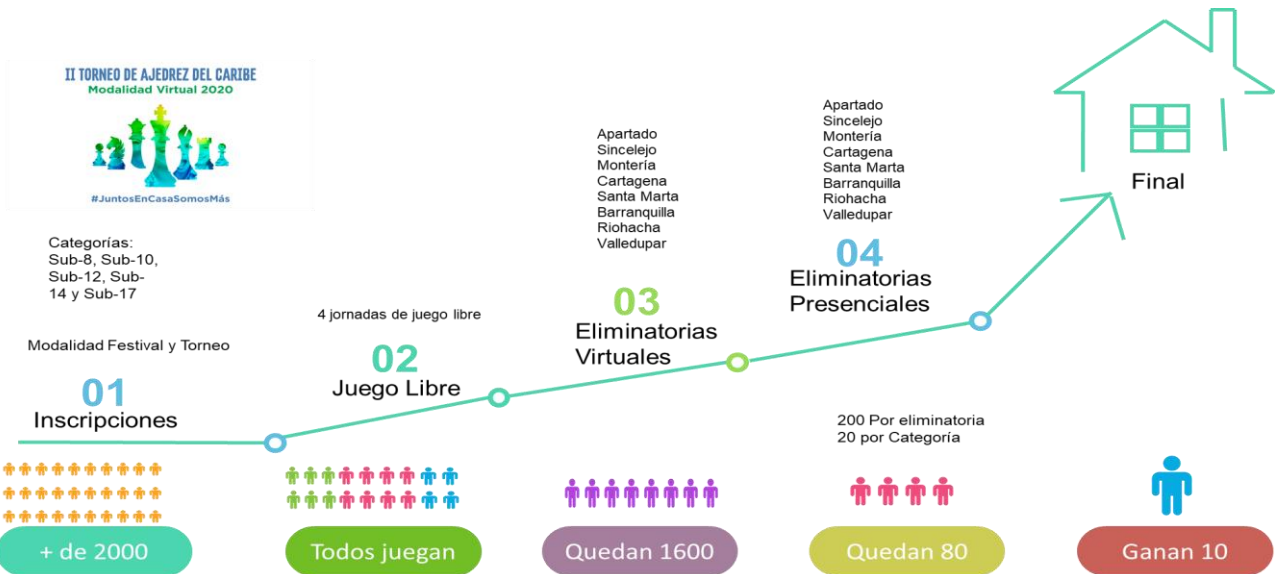 II TORNEO DE AJEDREZ DEL CARIBE
Modalidad Virtual 2020
#JuntosEnCasaSomosMás
Categorías:
Sub-8, Sub-10,
Sub-12, Sub-
14 y Sub-17
Modalidad Festival y Torneo
01
Inscripciones
+ de 2000
4 jornadas de juego libre
02
Juego Libre
Todos juegan
Apartado
Sincelejo
Montería
Cartagena
Santa Marta
Barranquilla
Riohacha
Valledupar
03
Eliminatorias
Virtuales
Quedan 1600
Apartado
Sincelejo
Montería
Cartagena
Santa Marta
Barranquilla
Riohacha
Valledupar
04
Eliminatorias
Presenciales
200 Por eliminatoria
20 por Categoría
Quedan 80
Final
Ganan 10